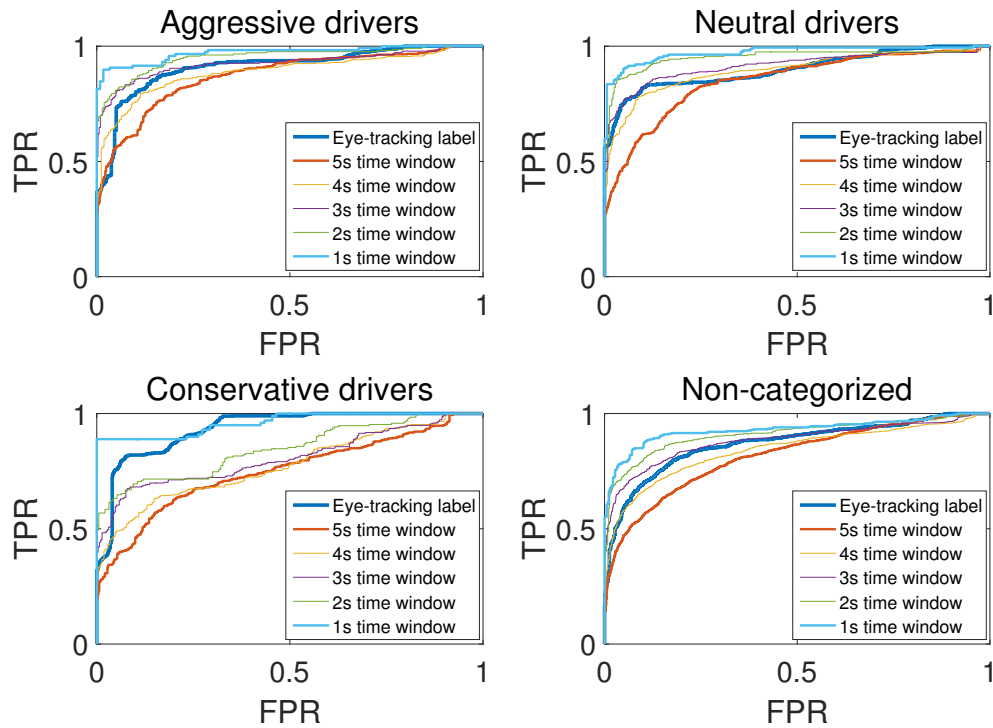 Aggressive drivers
1
TPR
0.5
0
Eye-tracking label
5s time window
4s time window
3s time window
2s time window
1s time window
0
0.5
1
FPR
Neutral drivers
1
TPR
0.5
0
Eye-tracking label
5s time window
4s time window
3s time window
2s time window
1s time window
0
0.5
1
FPR
Conservative drivers
1
TPR
0.5
0
Eye-tracking label
5s time window
4s time window
3s time window
2s time window
1s time window
0
0.5
1
FPR
Non-categorized
1
TPR
0.5
0
Eye-tracking label
5s time window
4s time window
3s time window
2s time window
1s time window
0
0.5
1
FPR